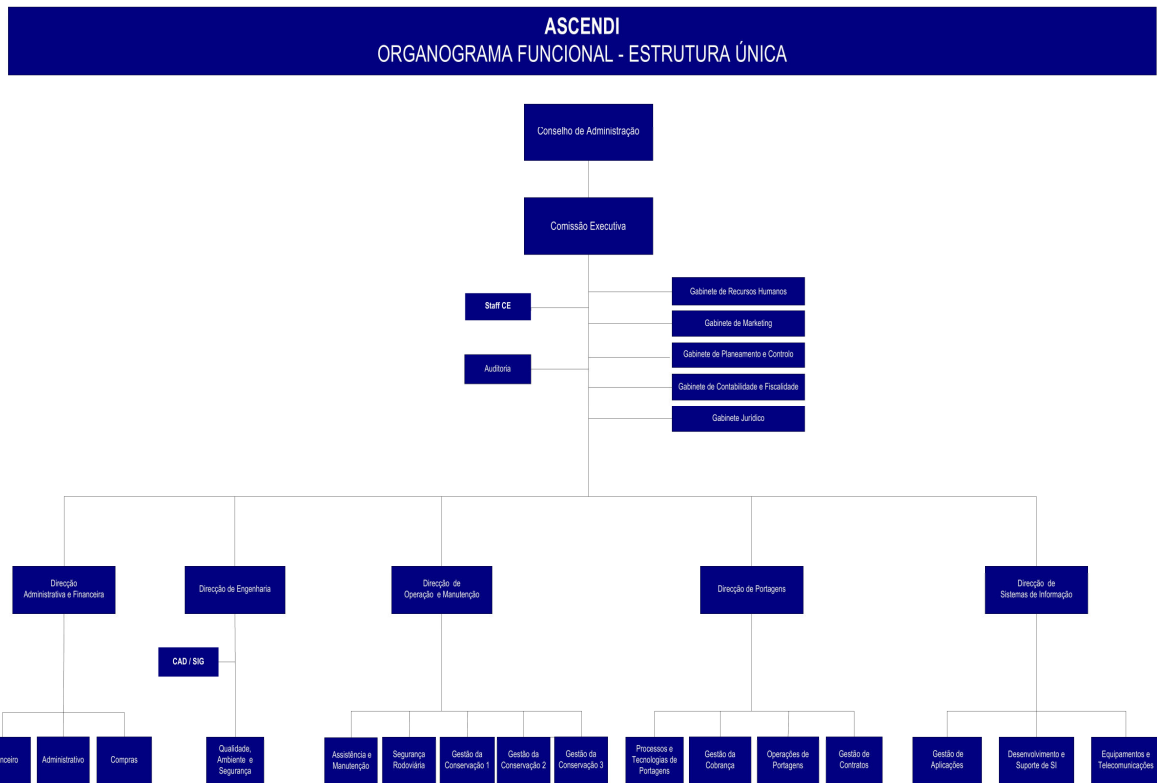 ASCENDI
ORGANOGRAMA FUNCIONAL - ESTRUTURA ÚNICA
Conselho de Administração
Comissão Executiva
Staff CE
Auditoria
Gabinete de Recursos Humanos
Gabinete de Marketing
Gabinete de Planeamento e Controlo
Gabinete de Contabilidade e Fiscalidade
Gabinete Jurídico
Direcção
Administrativa e Financeira
Direcção de Engenharia
Direcção de
Operação e Manutenção
Direcção de Portagens
Direcção de
Sistemas de Informação
CAD / SIG
Administrativo
Compras
Qualidade,
Ambiente e
Segurança
Assistência e
Manutenção
Segurança
Rodoviária
Gestão da
Conservação 1
Gestão da
Conservação 2
Gestão da
Conservação 3
Processos e
Tecnologias de
Portagens
Gestão da
Cobrança
Operações de
Portagens
Gestão de
Contratos
Gestão de
Aplicações
Desenvolvimento e
Suporte de SI
Equipamentos e
Telecomunicações